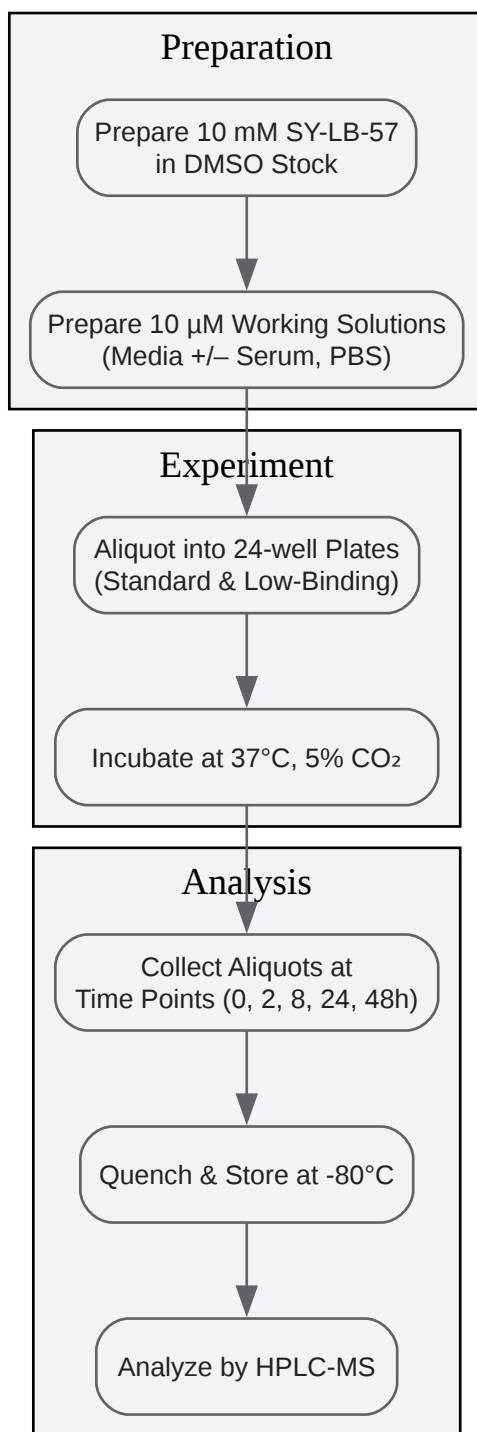 Preparation
Prepare 10 mM SY-LB-57
in DMSO Stock
Prepare 10 µM Working Solutions
(Media +/– Serum, PBS)
Experiment
Aliquot into 24-well Plates
(Standard & Low-Binding)
Incubate at 37°C, 5% CO₂
Analysis
Collect Aliquots at
Time Points (0, 2, 8, 24, 48h)
Quench & Store at -80°C
Analyze by HPLC-MS